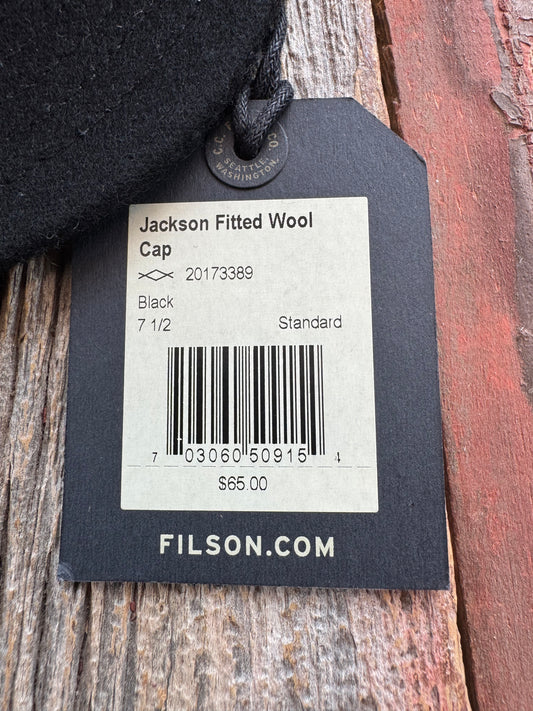 SEATTLE,
WASHINGTON.
Jackson Fitted Wool
Cap
20173389
Black
7 1/2 Standard
7 03060 50915 4
$65.00
FILSON.COM